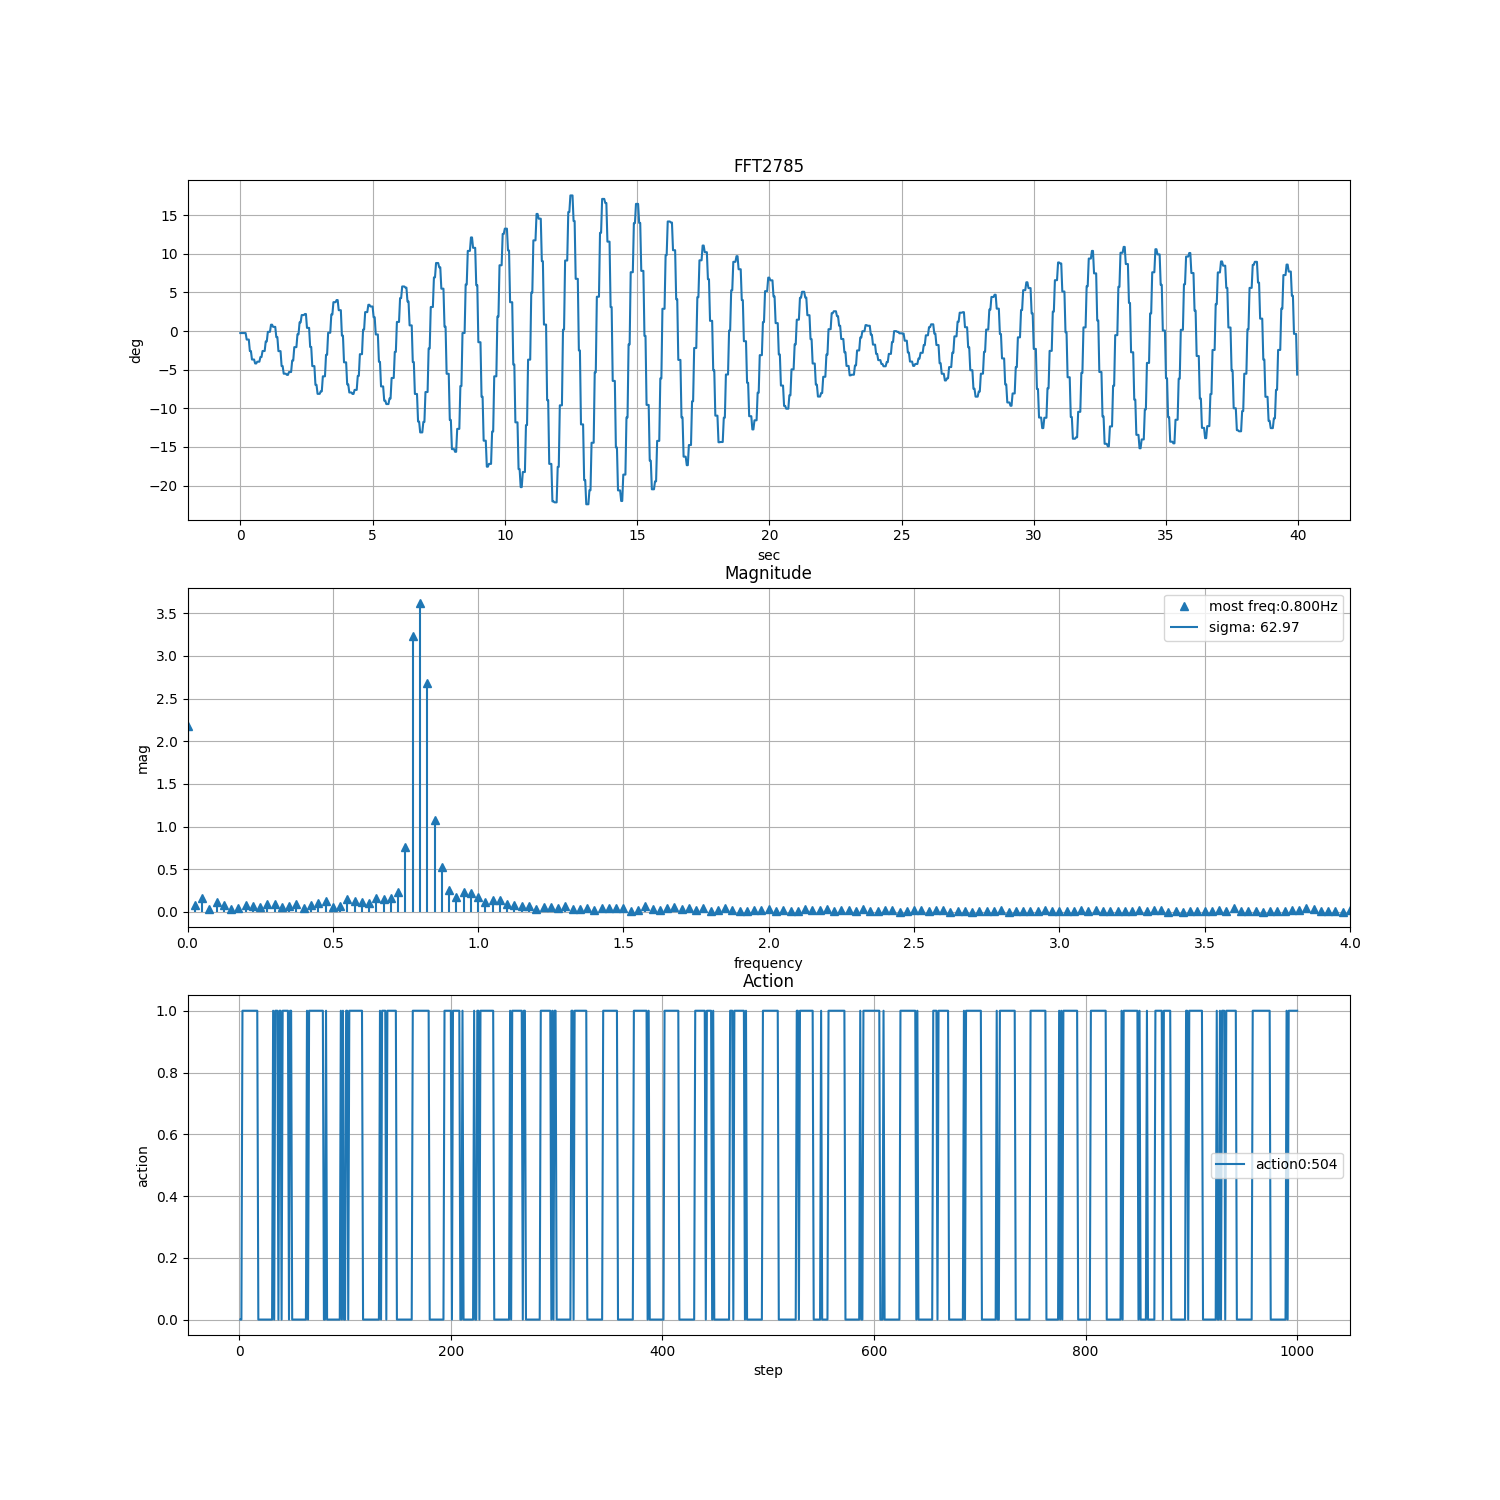 FFT2785
15
10
5
0
−5
−10
−15
−20
deg
0 5 10 15 20 25 30 35 40
sec
Magnitude
3.5
3.0
2.5
2.0
1.5
1.0
0.5
0.0
mag
most freq:0.800Hz
sigma: 62.97
0.0 0.5 1.0 1.5 2.0 2.5 3.0 3.5 4.0
frequency
Action
1.0
0.8
0.6
0.4
0.2
0.0
action
action0:504
0 200 400 600 800 1000
step